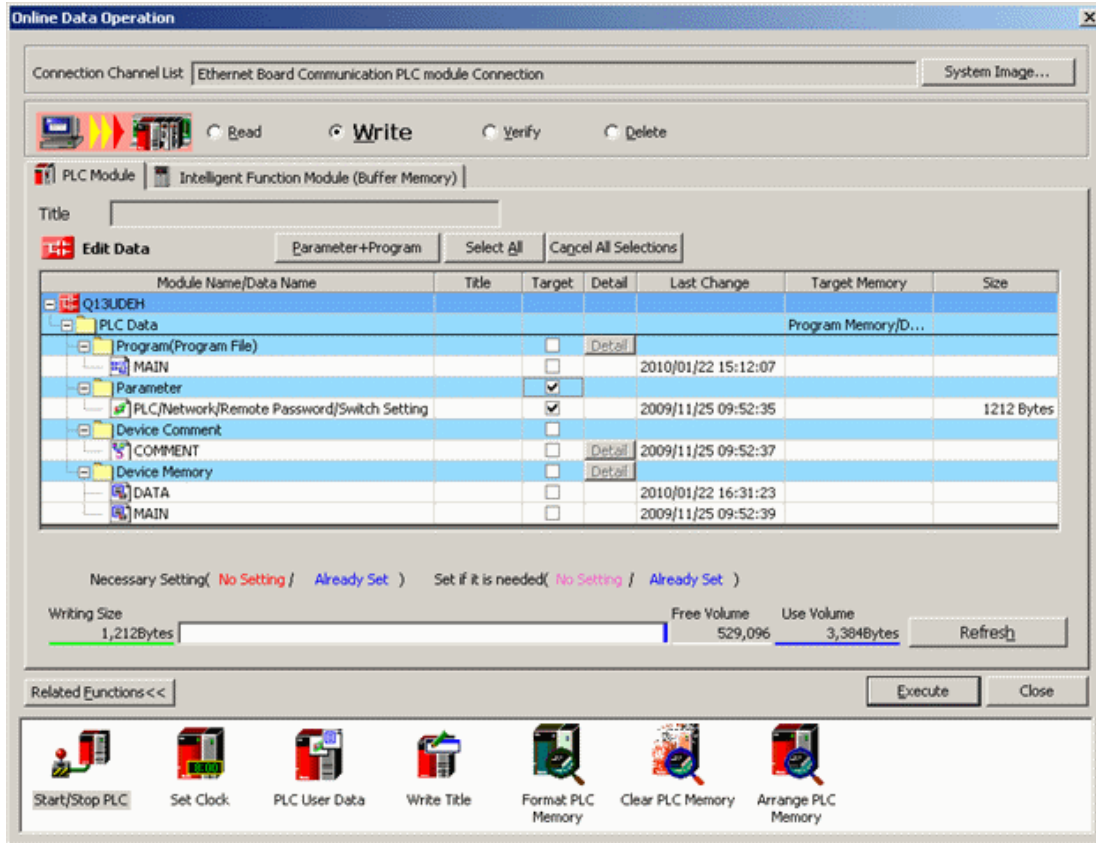 Online Data Operation
Connection Channel List Ethernet Board Communication PLC module Connection System Image...
Read Write Verify Delete
PLC Module Intelligent Function Module (Buffer Memory)
Title
Edit Data Parameter+Program Select All Cancel All Selections
Module Name/Data Name Title Target Detail Last Change Target Memory Size
Q13UDEH
PLC Data Program Memory/D...
Program(Program File) Detail
MAIN 2010/01/22 15:12:07
Parameter
PLC/Network/Remote Password/Switch Setting 2009/11/25 09:52:35 1212 Bytes
Device Comment
COMMENT Detail 2009/11/25 09:52:37
Device Memory Detail
DATA 2010/01/22 16:31:23
MAIN 2009/11/25 09:52:39
Necessary Setting( No Setting / Already Set ) Set if it is needed( No Setting / Already Set )
Writing Size Free Volume Use Volume
1,212Bytes 529,096 3,384Bytes Refresh
Related Functions<< Execute Close
Start/Stop PLC Set Clock PLC User Data Write Title Format PLC Memory Clear PLC Memory Arrange PLC Memory